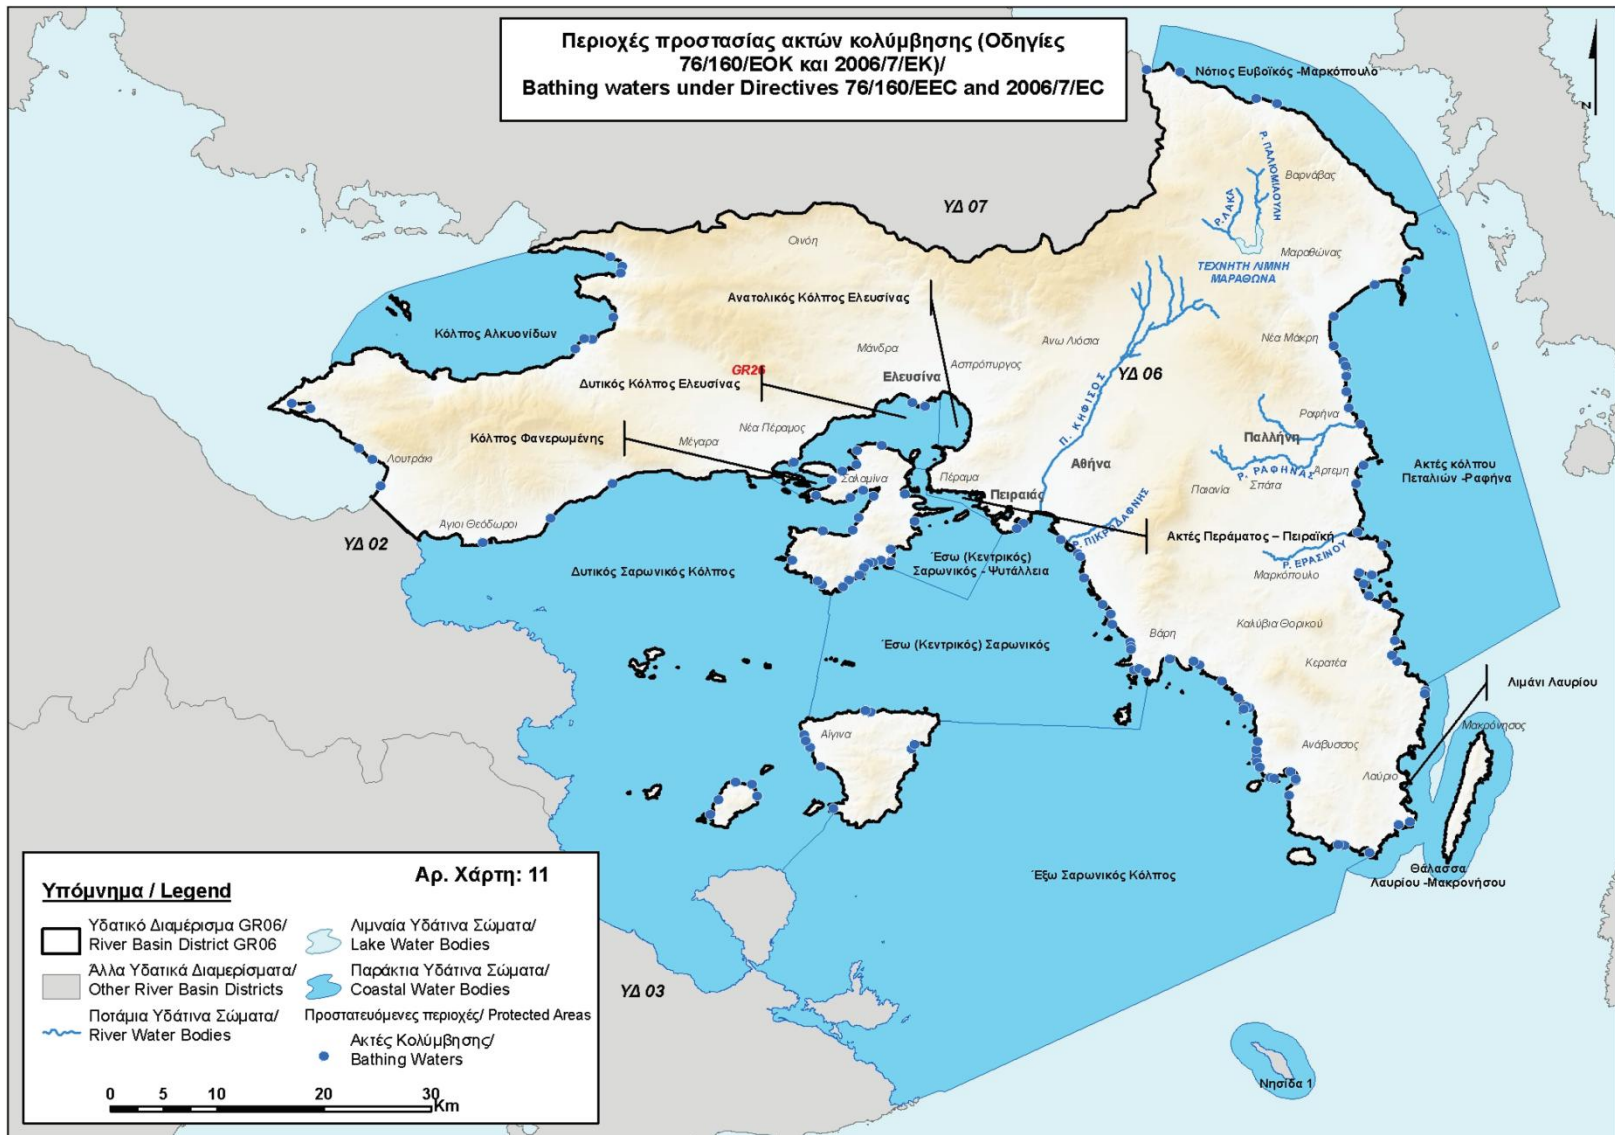 Περιοχές προστασίας ακτών κολύμβησης (Οδηγίες
76/160/ΕΟΚ και 2006/7/ΕΚ)/
Bathing waters under Directives 76/160/EEC and 2006/7/EC
Νότιος Ευβοϊκός -Μαρκόπουλο
N
Ρ. ΠΑΛΙΟΜΙΑΟΥΛΗ
Βαρνάβας
Ρ. ΛΑΚΑ
ΥΔ 07
Οινόη
Μαραθώνας
ΤΕΧΝΗΤΗ ΛΙΜΝΗ
ΜΑΡΑΘΩΝΑ
Ανατολικός Κόλπος Ελευσίνας
Κόλπος Αλκυονίδων
Άνω Λιόσια
Νέα Μάκρη
Μάνδρα
Ασπρόπυργος
GR26
Ελευσίνα
ΥΔ 06
Δυτικός Κόλπος Ελευσίνας
Π. ΚΗΦΙΣΟΣ
Ραφήνα
Νέα Πέραμος
Παλλήνη
Κόλπος Φανερωμένης
Μέγαρα
Λουτράκι
Αθήνα
Ακτές κόλπου
Πεταλιών -Ραφήνα
Ρ. ΡΑΦΗΝΑΣ
Άρτεμη
Σαλαμίνα
Πέραμα
Παιανία
Σπάτα
Πειραιάς
Άγιοι Θεόδωροι
Ρ. ΠΙΚΡΟΔΑΦΝΗΣ
Ακτές Περάματος – Πειραϊκή
ΥΔ 02
Έσω (Κεντρικός)
Σαρωνικός - Ψυτάλλεια
Ρ. ΕΡΑΣΙΝΟΥ
Δυτικός Σαρωνικός Κόλπος
Μαρκόπουλο
Καλύβια Θορικού
Βάρη
Έσω (Κεντρικός) Σαρωνικός
Κερατέα
Λιμάνι Λαυρίου
Μακρόνησος
Αίγινα
Ανάβυσσος
Λαύριο
Θάλασσα
Λαυρίου -Μακρονήσου
Έξω Σαρωνικός Κόλπος
ΥΔ 03
Νησίδα 1
Αρ. Χάρτη: 11
Υπόμνημα / Legend
Υδατικό Διαμέρισμα GR06/
River Basin District GR06
Άλλα Υδατικά Διαμερίσματα/
Other River Basin Districts
Ποτάμια Υδάτινα Σώματα/
River Water Bodies
Λιμναία Υδάτινα Σώματα/
Lake Water Bodies
Παράκτια Υδάτινα Σώματα/
Coastal Water Bodies
Προστατευόμενες περιοχές/ Protected Areas
Ακτές Κολύμβησης/
Bathing Waters
0 5 10 20 30
Km